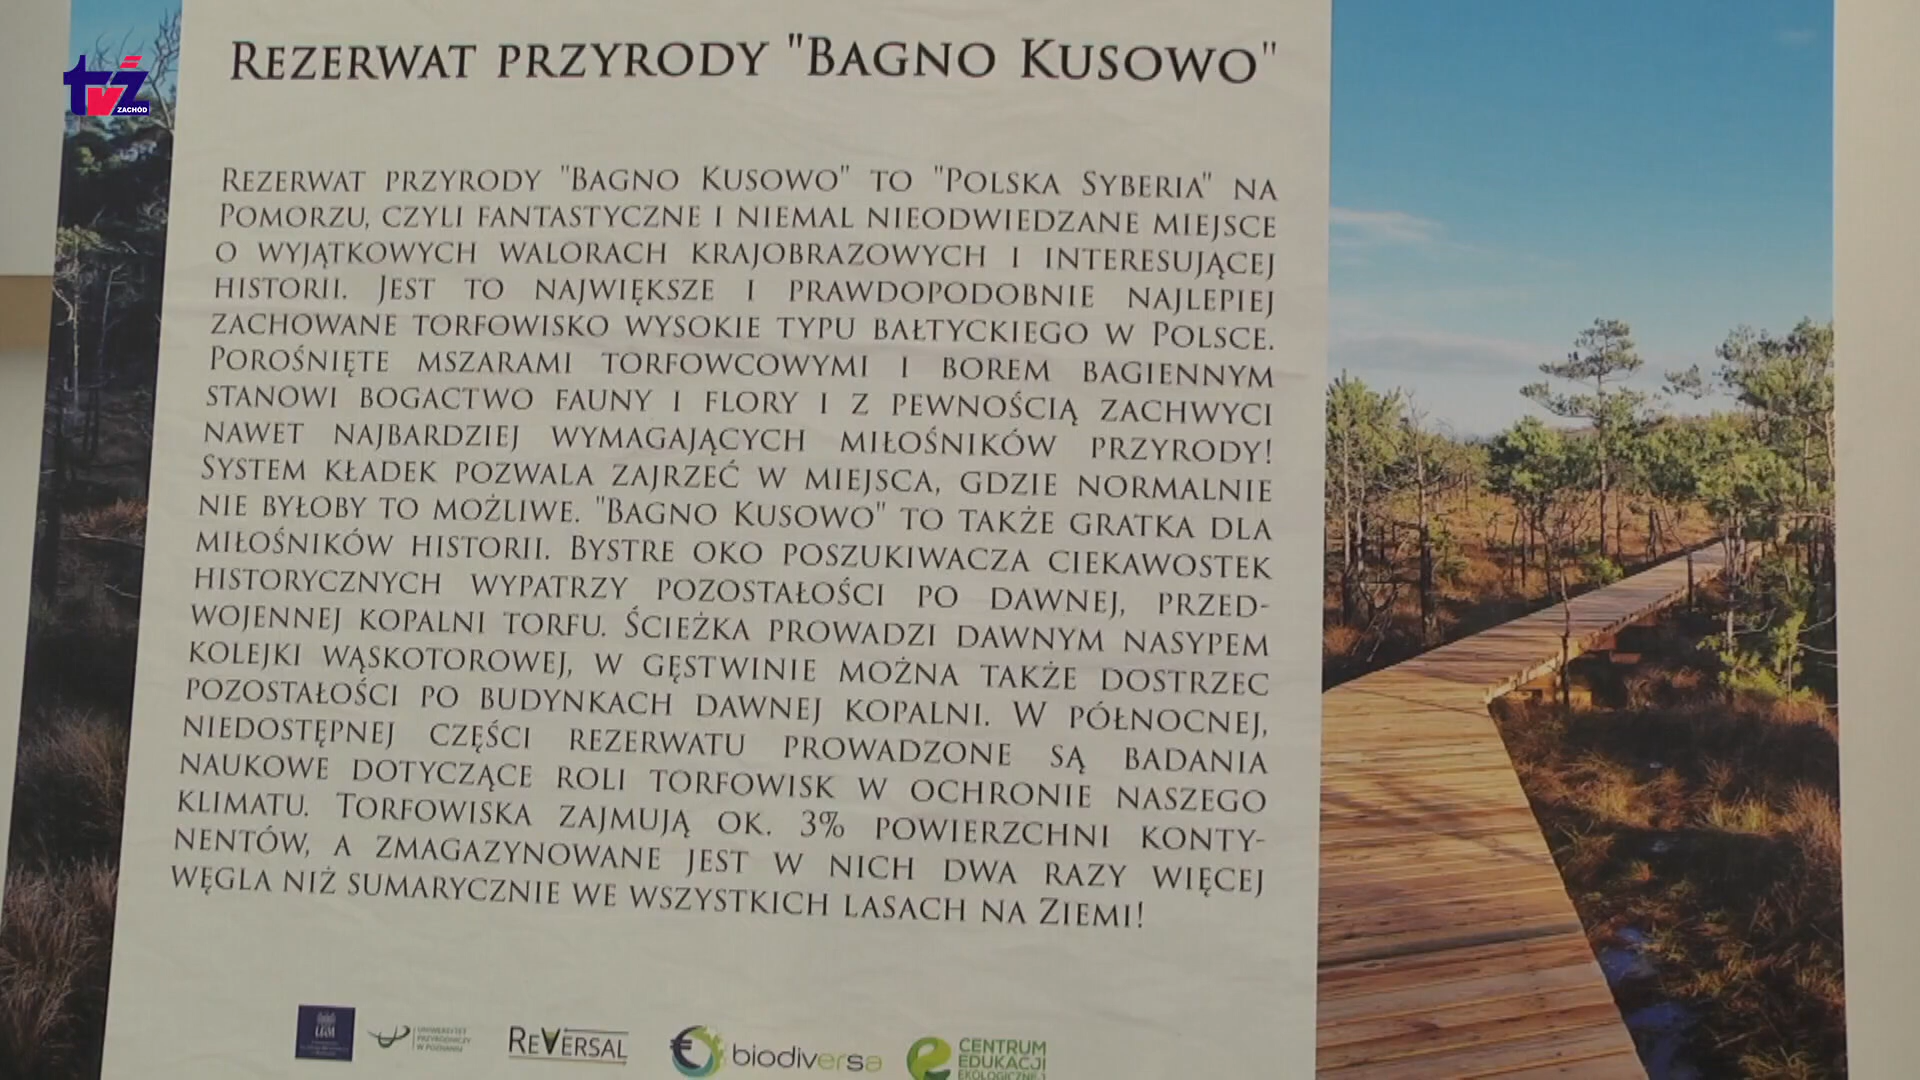 tvż
ZACHÓD
REZERWAT PRZYRODY "BAGNO KUSOWO"
REZERWAT PRZYRODY "BAGNO KUSOWO" TO "POLSKA SYBERIA" NA
POMORZU, CZYLI FANTASTYCZNE I NIEMAL NIEODWIEDZANE MIEJSCE
O WYJĄTKOWYCH WALORACH KRAJOBRAZOWYCH I INTERESUJĄCEJ
HISTORII. JEST TO NAJWIĘKSZE I PRAWDOPODOBNIE NAJLEPIEJ
ZACHOWANE TORFOWISKO WYSOKIE TYPU BAŁTYCKIEGO W POLSCE.
POROŚNIĘTE MSZARAMI TORFOWCOWYMI I BOREM BAGIENNYM
STANOWI BOGACTWO FAUNY I FLORY I Z PEWNOŚCIĄ ZACHWYCI
NAWET NAJBARDZIEJ WYMAGAJĄCYCH MIŁOŚNIKÓW PRZYRODY!
SYSTEM KŁADEK POZWALA ZAJRZEĆ W MIEJSCA, GDZIE NORMALNIE
NIE BYŁOBY TO MOŻLIWE. "BAGNO KUSOWO" TO TAKŻE GRATKA DLA
MIŁOŚNIKÓW HISTORII. BYSTRE OKO POSZUKIWACZA CIEKAWOSTEK
HISTORYCZNYCH WYPATRZY POZOSTAŁOŚCI PO DAWNEJ, PRZED-
WOJENNEJ KOPALNI TORFU. ŚCIEŻKA PROWADZI DAWNYM NASYPEM
KOLEJKI WĄSKOTOROWEJ, W GĘSTWINIE MOŻNA TAKŻE DOSTRZEC
POZOSTAŁOŚCI PO BUDYNKACH DAWNEJ KOPALNI. W PÓŁNOCNEJ,
NIEDOSTĘPNEJ CZĘŚCI REZERWATU PROWADZONE SĄ BADANIA
NAUKOWE DOTYCZĄCE ROLI TORFOWISK W OCHRONIE NASZEGO
KLIMATU. TORFOWISKA ZAJMUJĄ OK. 3% POWIERZCHNI KONTY-
NENTÓW, A ZMAGAZYNOWANE JEST W NICH DWA RAZY WIĘCEJ
WĘGLA NIŻ SUMARYCZNIE WE WSZYSTKICH LASACH NA ZIEMI!
UNIWERSYTET
PRZYRODNICZY
W POZNANIU
REVERSAL
biodiversa
CENTRUM
EDUKACJI
EKOLOGICZNEJ